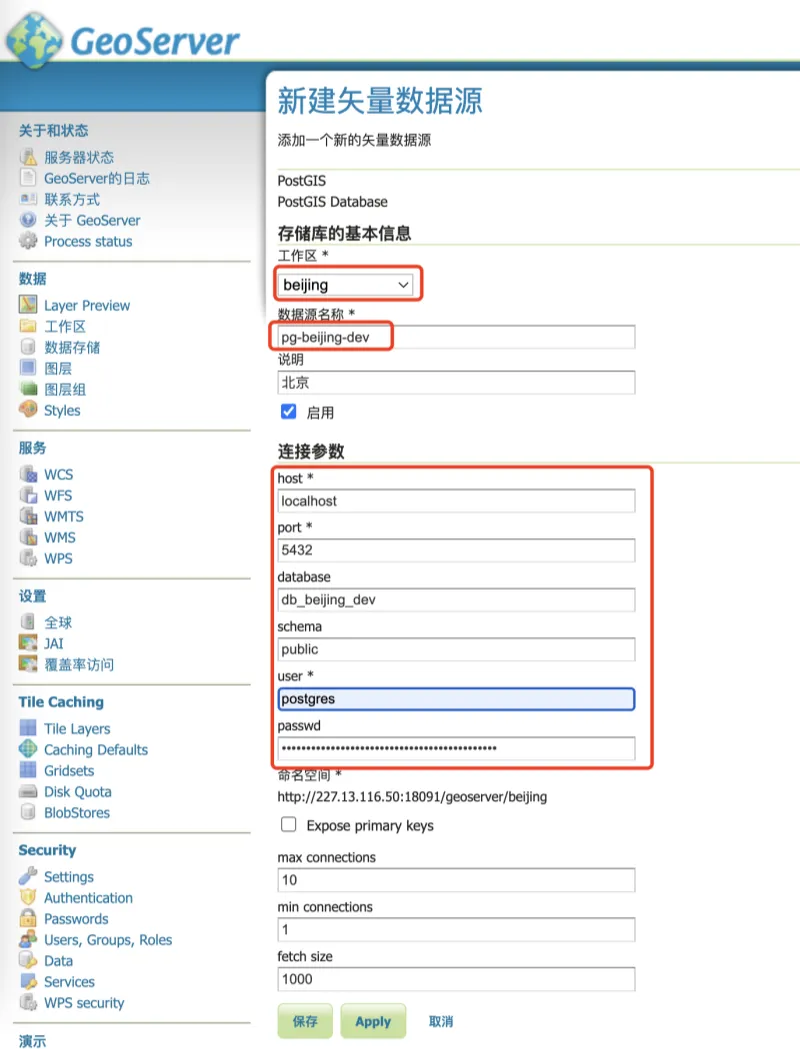 GeoServer
关于和状态
服务器状态
GeoServer的日志
联系方式
关于 GeoServer
Process status
数据
Layer Preview
工作区
数据存储
图层
图层组
Styles
服务
WCS
WFS
WMTS
WMS
WPS
设置
全球
JAI
覆盖率访问
Tile Caching
Tile Layers
Caching Defaults
Gridsets
Disk Quota
BlobStores
Security
Settings
Authentication
Passwords
Users, Groups, Roles
Data
Services
WPS security
演示
新建矢量数据源
添加一个新的矢量数据源
PostGIS
PostGIS Database
存储库的基本信息
工作区 *
beijing
数据源名称 *
pg-beijing-dev
说明
北京
启用
连接参数
host *
localhost
port *
5432
database
db_beijing_dev
schema
public
user *
postgres
passwd
命名空间 *
http://227.13.116.50:18091/geoserver/beijing
Expose primary keys
max connections
10
min connections
1
fetch size
1000
保存 Apply 取消